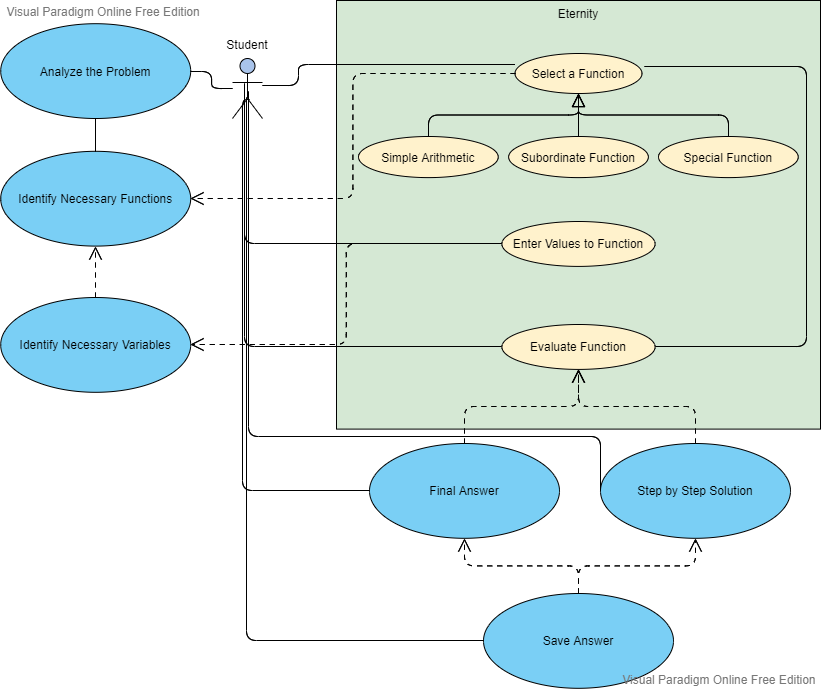 Visual Paradigm Online Free Edition
Eternity
Student
Analyze the Problem
Select a Function
Simple Arithmetic
Subordinate Function
Special Function
Identify Necessary Functions
Enter Values to Function
Identify Necessary Variables
Evaluate Function
Final Answer
Step by Step Solution
Save Answer
Visual Paradigm Online Free Edition